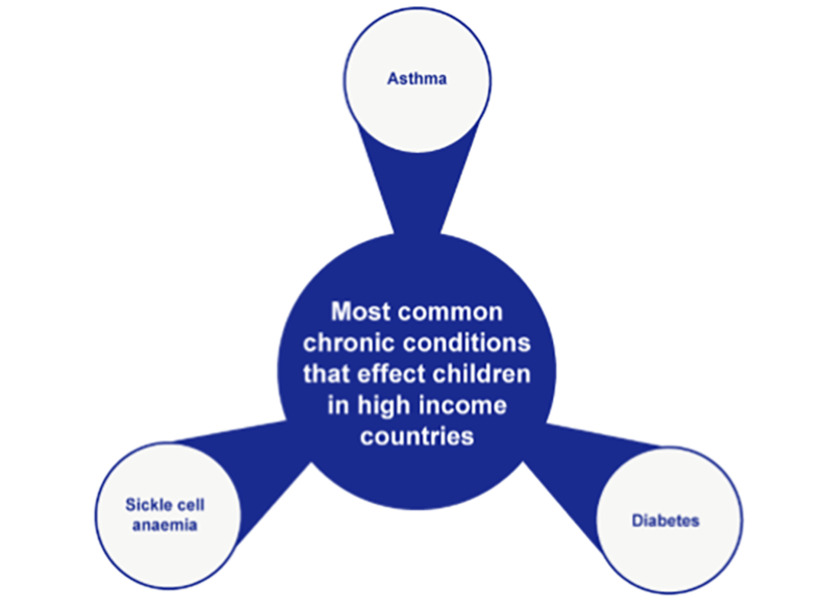 Asthma
Most common
chronic conditions
that effect children
in high income
countries
Sickle cell
anaemia
Diabetes